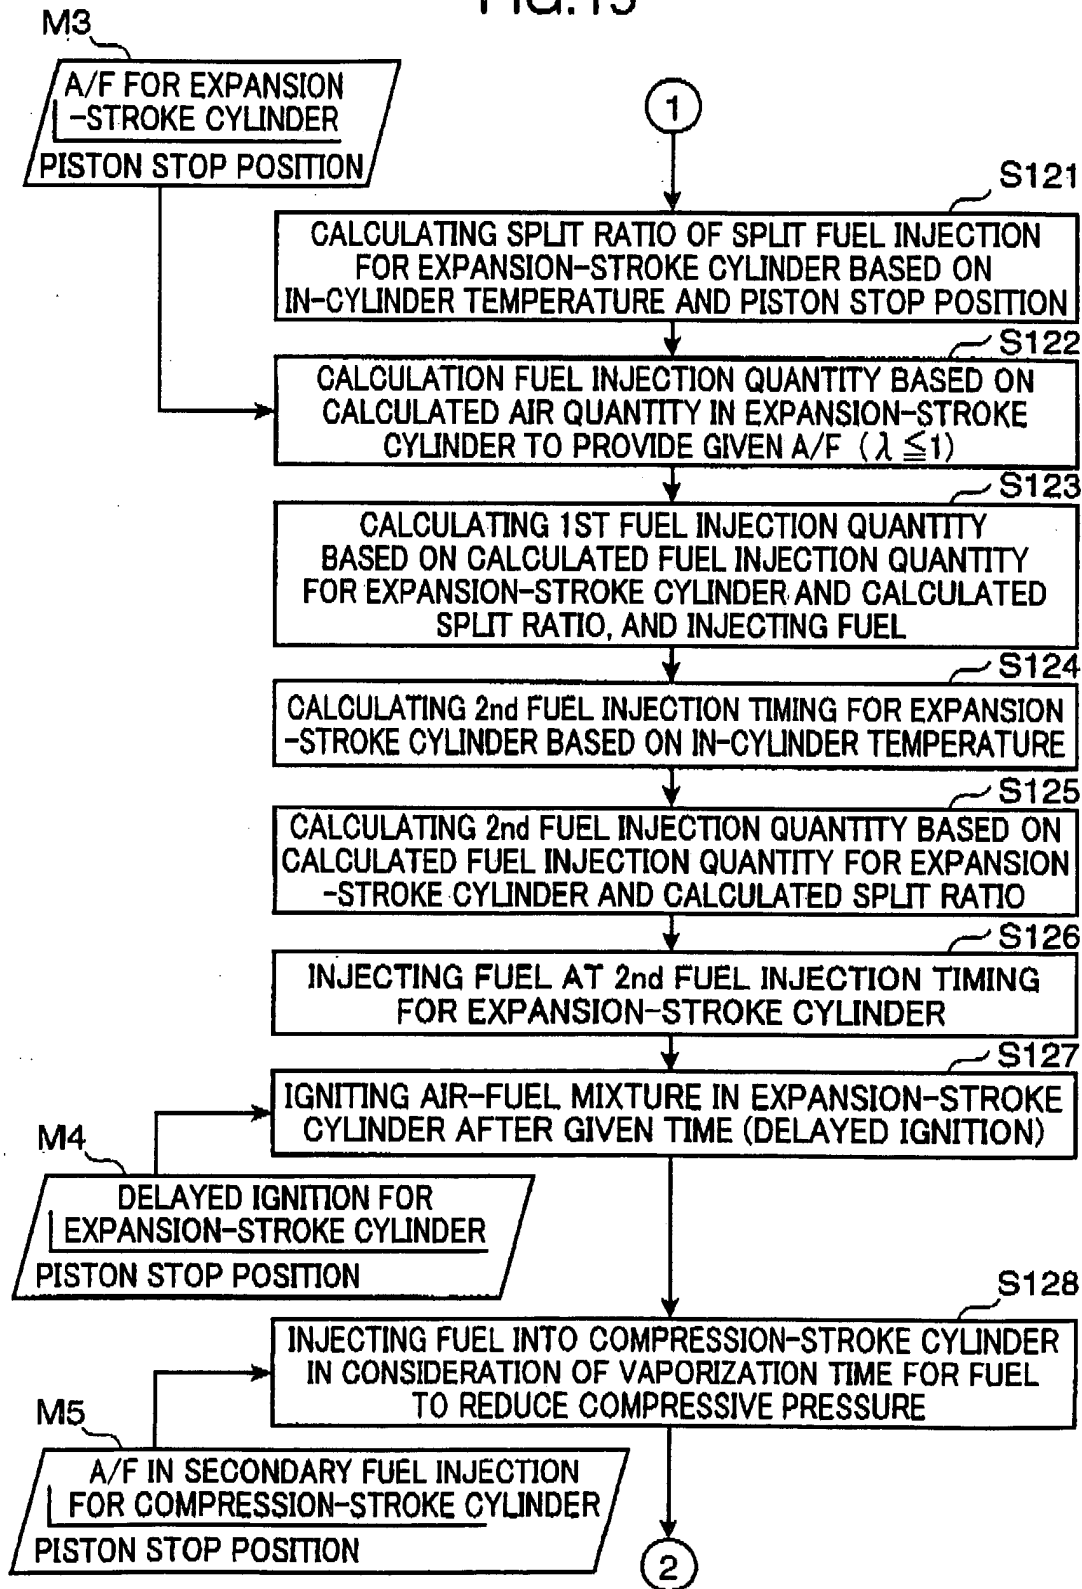 FIG.15
M3
A/F FOR EXPANSION
-STROKE CYLINDER
PISTON STOP POSITION
1
S121
CALCULATING SPLIT RATIO OF SPLIT FUEL INJECTION
FOR EXPANSION-STROKE CYLINDER BASED ON
IN-CYLINDER TEMPERATURE AND PISTON STOP POSITION
S122
CALCULATION FUEL INJECTION QUANTITY BASED ON
CALCULATED AIR QUANTITY IN EXPANSION-STROKE
CYLINDER TO PROVIDE GIVEN A/F (λ≦1)
S123
CALCULATING 1ST FUEL INJECTION QUANTITY
BASED ON CALCULATED FUEL INJECTION QUANTITY
FOR EXPANSION-STROKE CYLINDER AND CALCULATED
SPLIT RATIO, AND INJECTING FUEL
S124
CALCULATING 2nd FUEL INJECTION TIMING FOR EXPANSION
-STROKE CYLINDER BASED ON IN-CYLINDER TEMPERATURE
S125
CALCULATING 2nd FUEL INJECTION QUANTITY BASED ON
CALCULATED FUEL INJECTION QUANTITY FOR EXPANSION
-STROKE CYLINDER AND CALCULATED SPLIT RATIO
S126
INJECTING FUEL AT 2nd FUEL INJECTION TIMING
FOR EXPANSION-STROKE CYLINDER
S127
IGNITING AIR-FUEL MIXTURE IN EXPANSION-STROKE
CYLINDER AFTER GIVEN TIME (DELAYED IGNITION)
M4
DELAYED IGNITION FOR
EXPANSION-STROKE CYLINDER
PISTON STOP POSITION
S128
INJECTING FUEL INTO COMPRESSION-STROKE CYLINDER
IN CONSIDERATION OF VAPORIZATION TIME FOR FUEL
TO REDUCE COMPRESSIVE PRESSURE
M5
A/F IN SECONDARY FUEL INJECTION
FOR COMPRESSION-STROKE CYLINDER
PISTON STOP POSITION
2